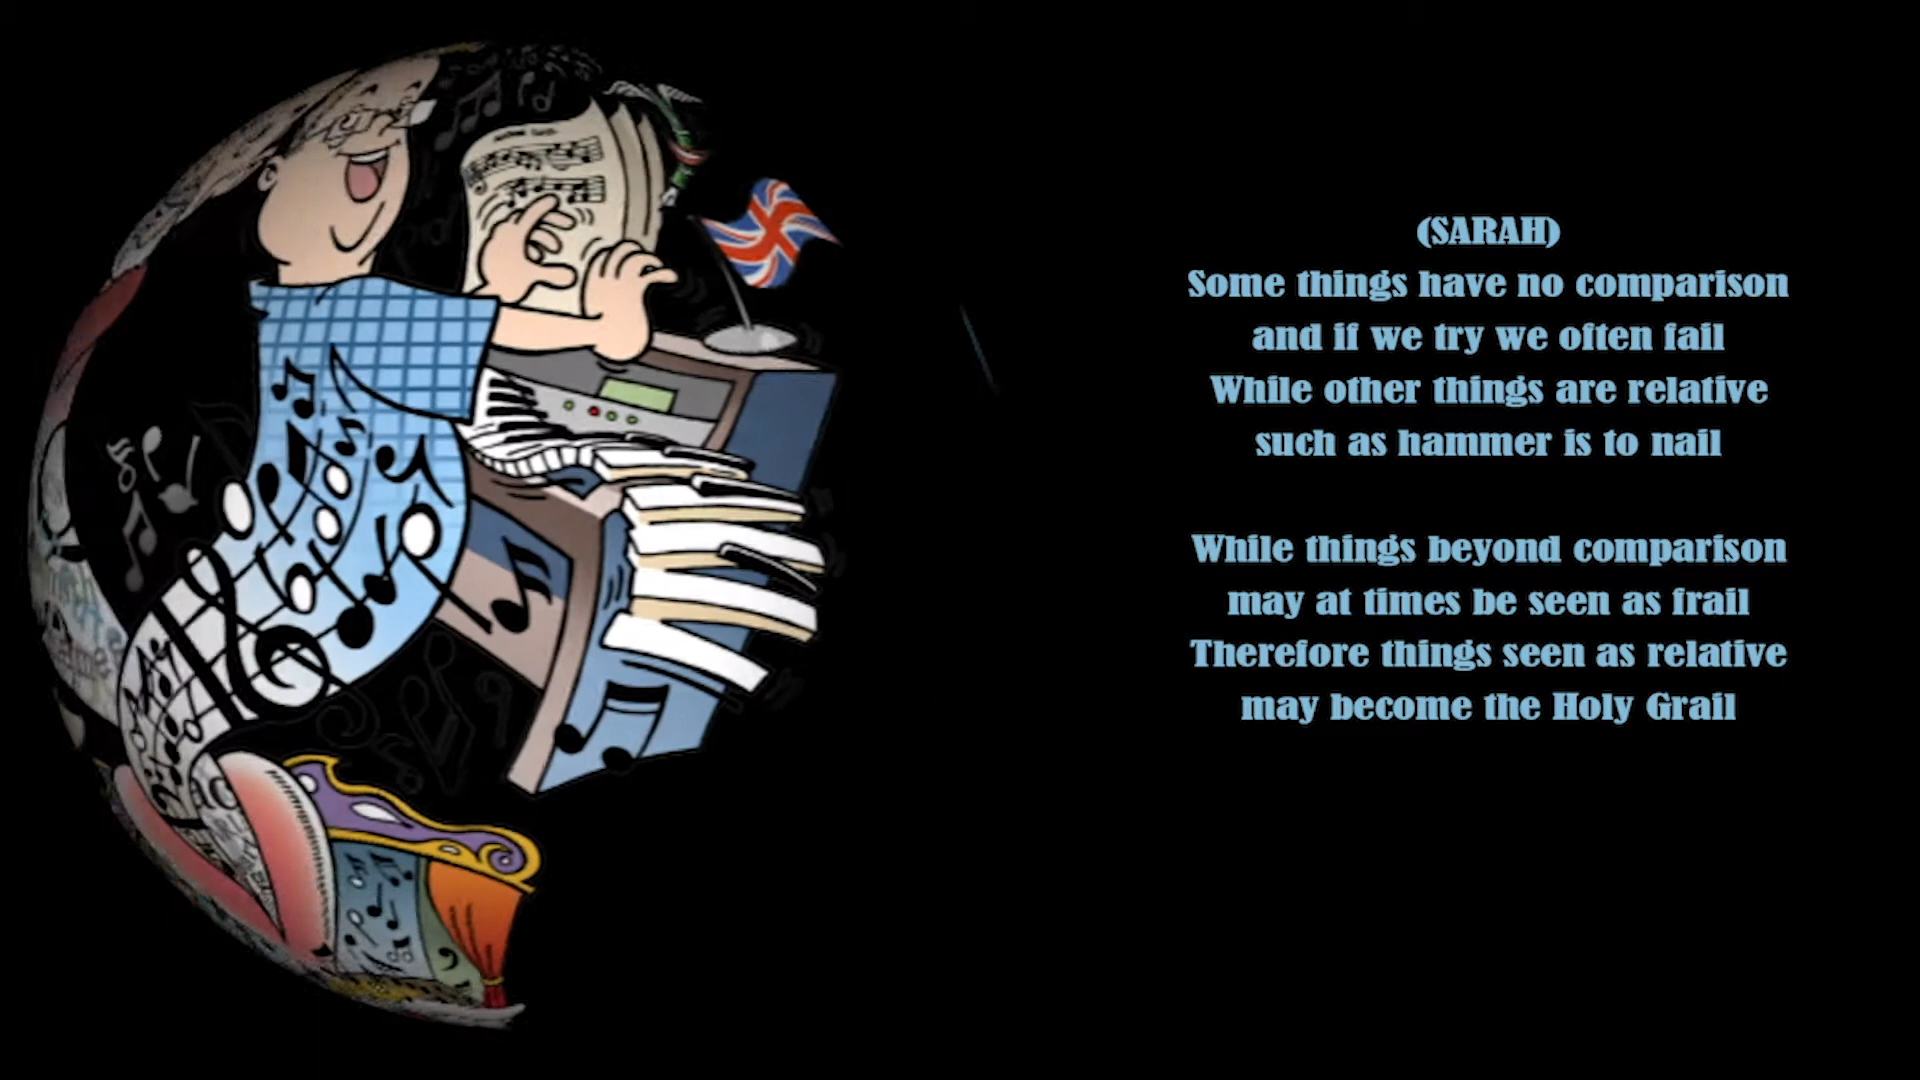 (SARAH)
Some things have no comparison
and if we try we often fail
While other things are relative
such as hammer is to nail
While things beyond comparison
may at times be seen as frail
Therefore things seen as relative
may become the Holy Grail